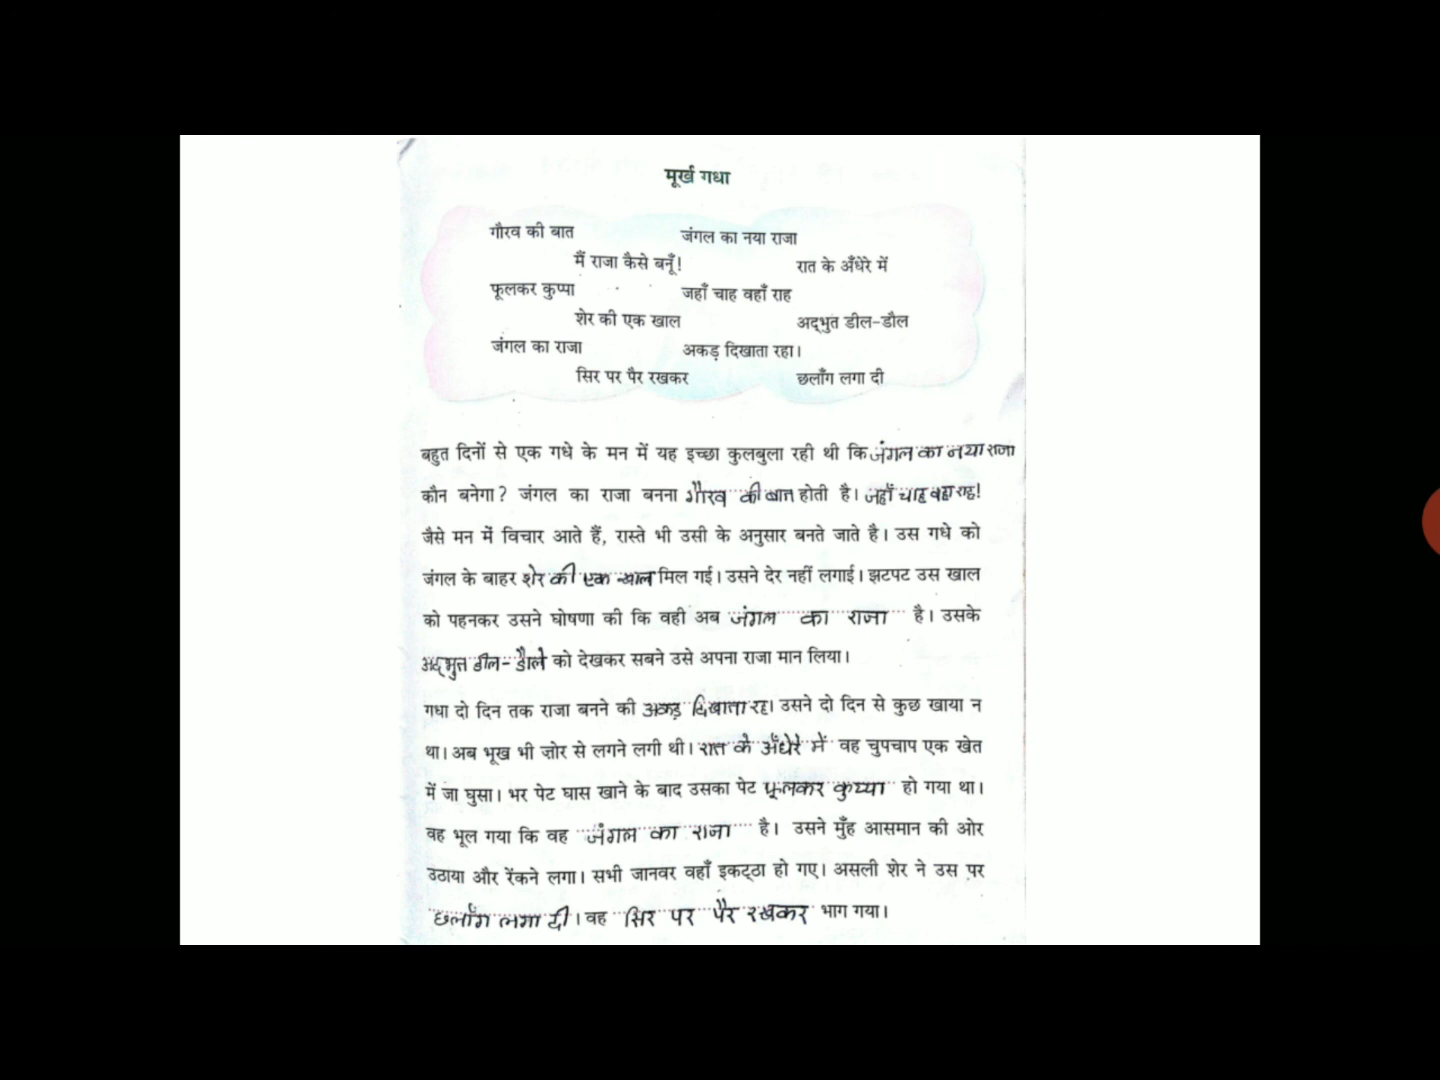 मूर्ख गधा
गौरव की बात जंगल का नया राजा
मैं राजा कैसे बनूँ! रात के अँधेरे में
फूलकर कुप्पा जहाँ चाह वहाँ राह
शेर की एक खाल अद्‌भुत डील-डौल
जंगल का राजा अकड़ दिखाता रहा।
सिर पर पैर रखकर छलाँग लगा दी
बहुत दिनों से एक गधे के मन में यह इच्छा कुलबुला रही थी कि जंगल का नया राजा
कौन बनेगा? जंगल का राजा बनना गौरव की बात होती है। जहाँ चाह वहा राह!
जैसे मन में विचार आते हैं, रास्ते भी उसी के अनुसार बनते जाते है। उस गधे को
जंगल के बाहर शेर की एक खाल मिल गई। उसने देर नहीं लगाई। झटपट उस खाल
को पहनकर उसने घोषणा की कि वही अब जंगल का राजा है। उसके
अद्‌भुत डील-डौल को देखकर सबने उसे अपना राजा मान लिया।
गधा दो दिन तक राजा बनने की अकड़ दिखाता रहा। उसने दो दिन से कुछ खाया न
था। अब भूख भी ज़ोर से लगने लगी थी। रात के अँधेरे में वह चुपचाप एक खेत
में जा घुसा। भर पेट घास खाने के बाद उसका पेट फूलकर कुप्पा हो गया था।
वह भूल गया कि वह जंगल का राजा है। उसने मुँह आसमान की ओर
उठाया और रेंकने लगा। सभी जानवर वहाँ इकट्‌ठा हो गए। असली शेर ने उस पर
छलाँग लगा दी। वह सिर पर पैर रखकर भाग गया।